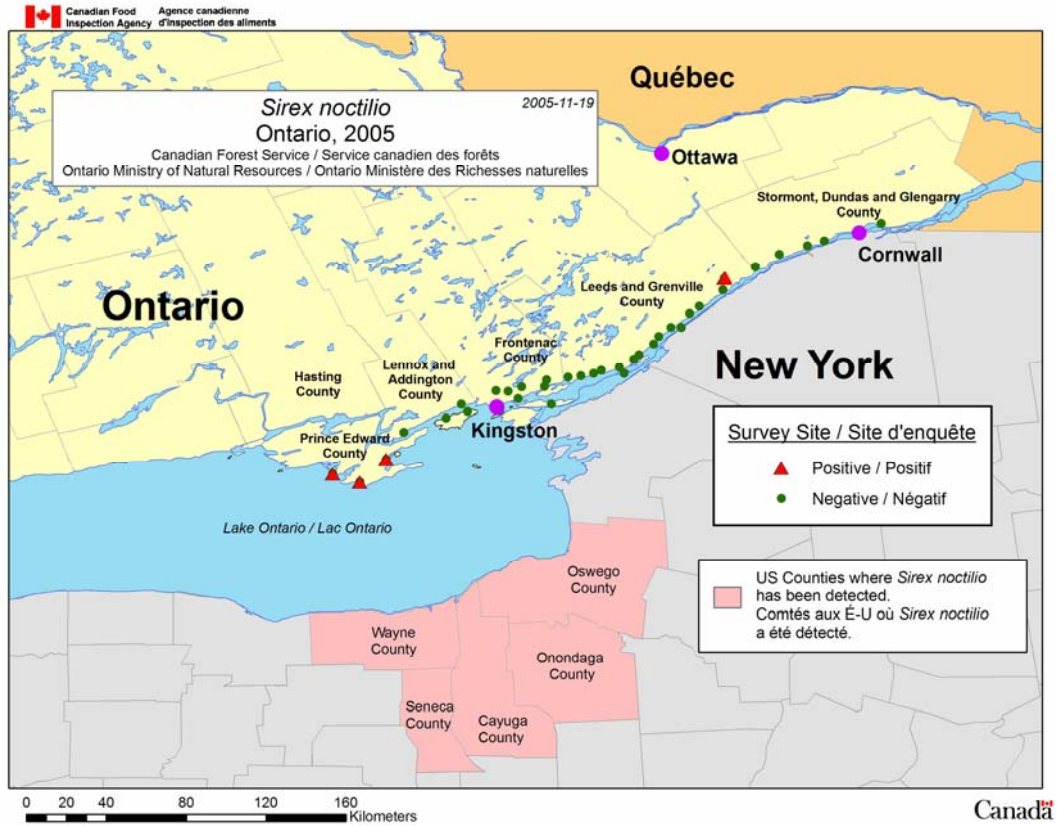 Canadian Food Agence canadienne
Inspection Agency d'inspection des aliments
Sirex noctilio 2005-11-19
Ontario, 2005
Canadian Forest Service / Service canadien des forêts
Ontario Ministry of Natural Resources / Ontario Ministère des Richesses naturelles
Québec
Ottawa
Stormont, Dundas and Glengarry
County
Cornwall
Ontario
Leeds and Grenville
County
Frontenac
County
Lennox and
Addington
County
Hasting
County
New York
Kingston
Prince Edward
County
Survey Site / Site d'enquête
Positive / Positif
Negative / Négatif
Lake Ontario / Lac Ontario
Oswego
County
US Counties where Sirex noctilio
has been detected.
Comtés aux É-U où Sirex noctilio
a été détecté.
Wayne
County
Onondaga
County
Seneca
County
Cayuga
County
0 20 40 80 120 160
Kilometers
Canada